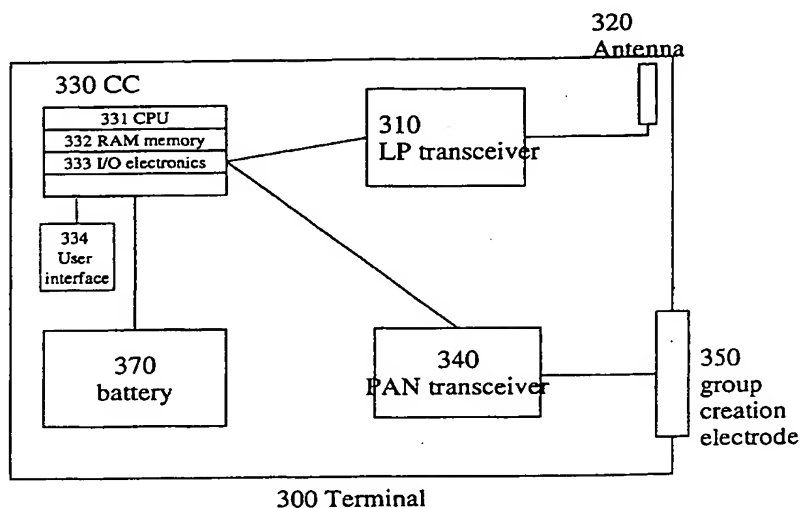 320
Antenna
330 CC
331 CPU
332 RAM memory
333 I/O electronics
310
LP transceiver
334
User
interface
370
battery
340
PAN transceiver
350
group
creation
electrode
300 Terminal